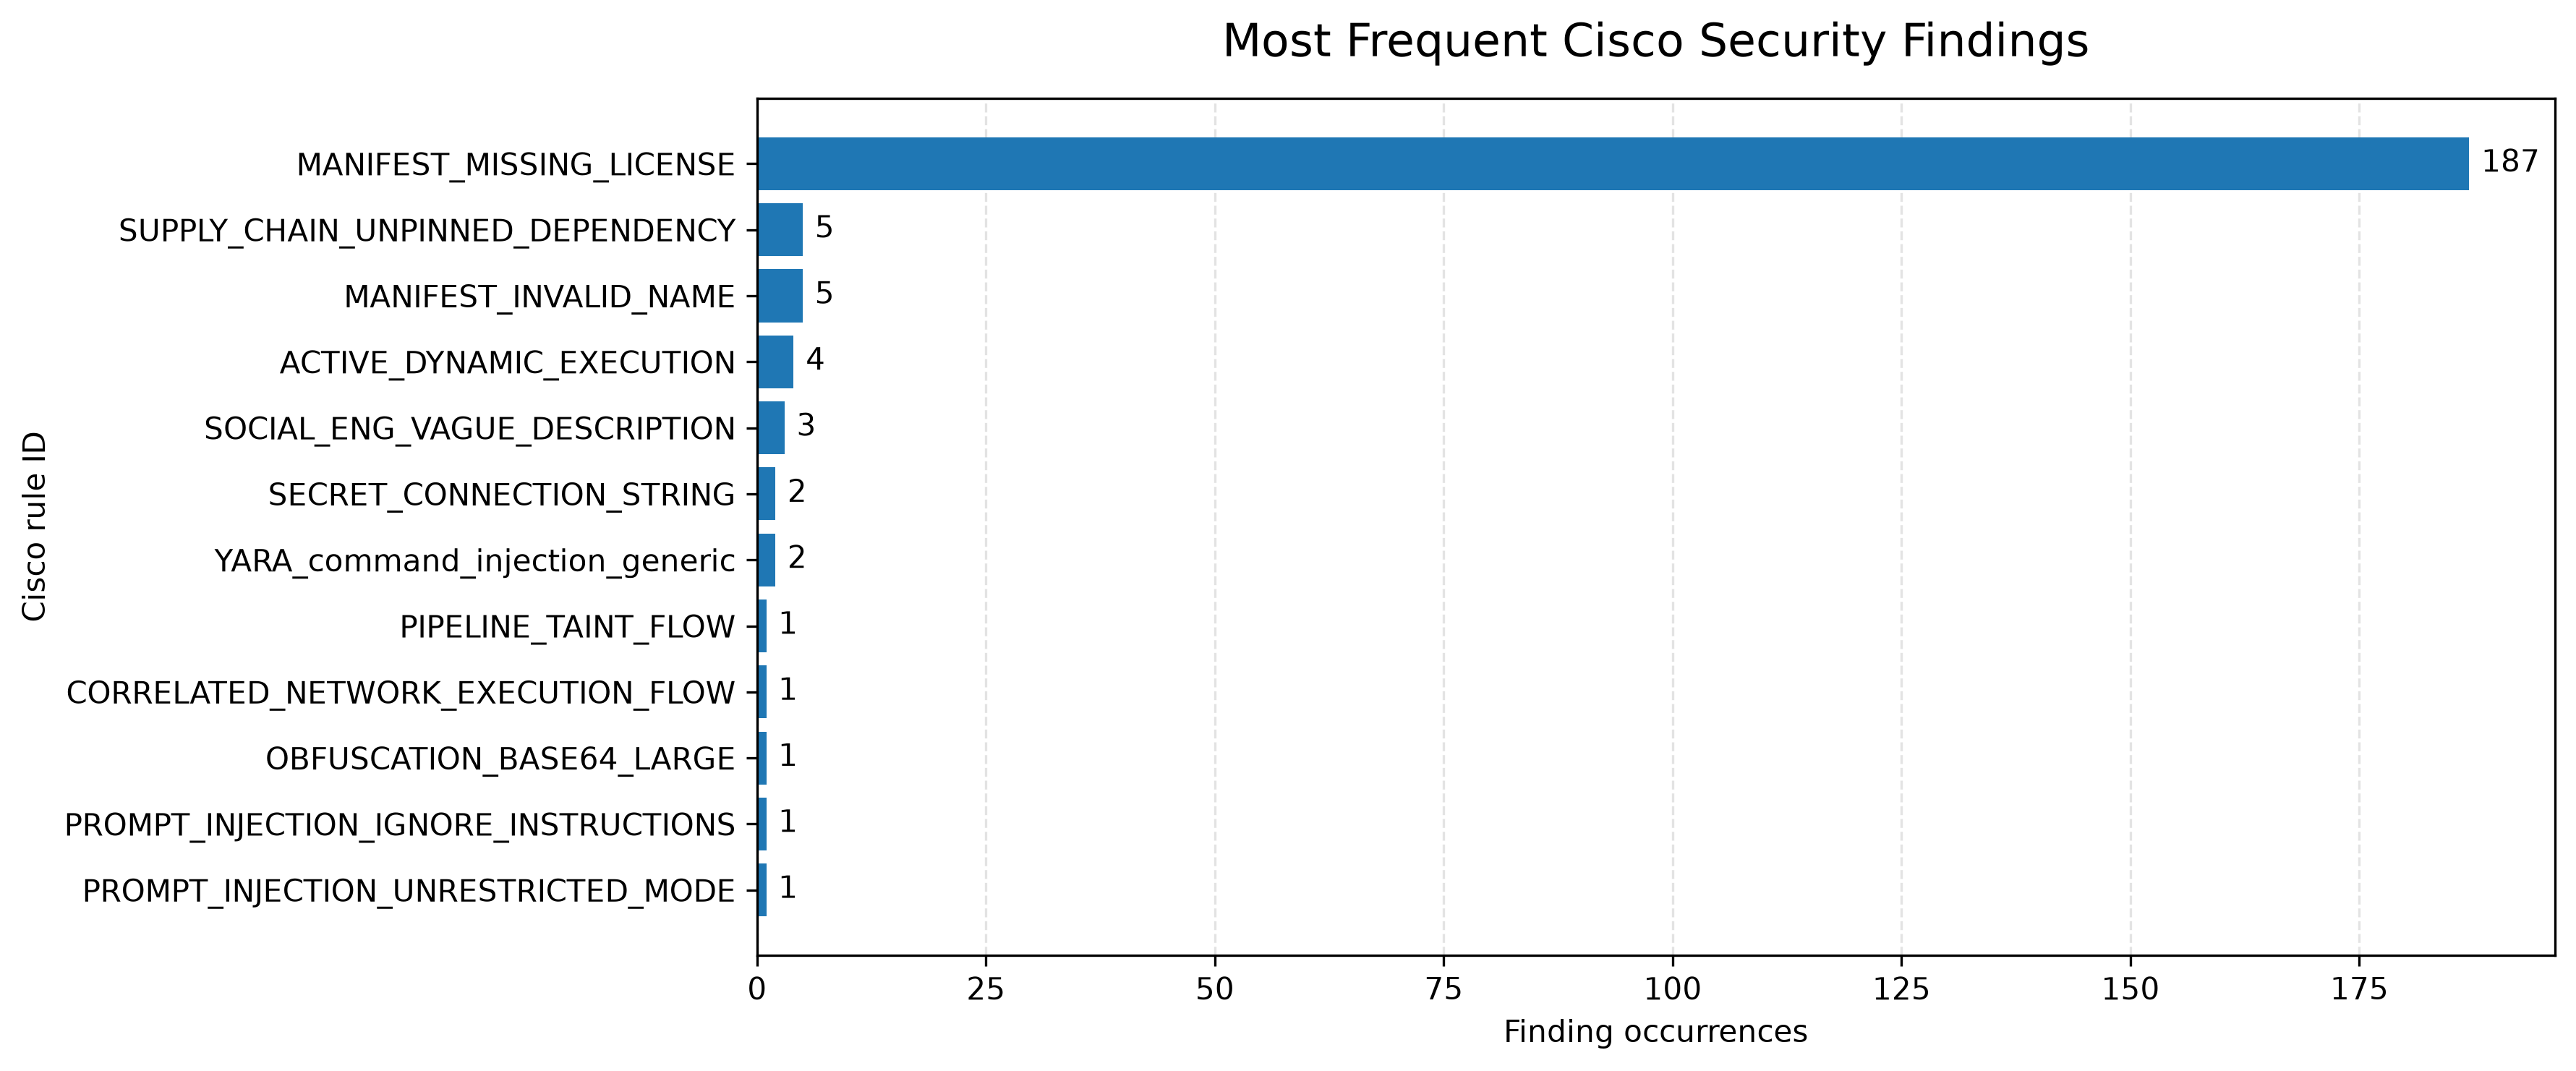 Most Frequent Cisco Security Findings
Cisco rule ID
MANIFEST_MISSING_LICENSE 187
SUPPLY_CHAIN_UNPINNED_DEPENDENCY 5
MANIFEST_INVALID_NAME 5
ACTIVE_DYNAMIC_EXECUTION 4
SOCIAL_ENG_VAGUE_DESCRIPTION 3
SECRET_CONNECTION_STRING 2
YARA_command_injection_generic 2
PIPELINE_TAINT_FLOW 1
CORRELATED_NETWORK_EXECUTION_FLOW 1
OBFUSCATION_BASE64_LARGE 1
PROMPT_INJECTION_IGNORE_INSTRUCTIONS 1
PROMPT_INJECTION_UNRESTRICTED_MODE 1
0 25 50 75 100 125 150 175
Finding occurrences